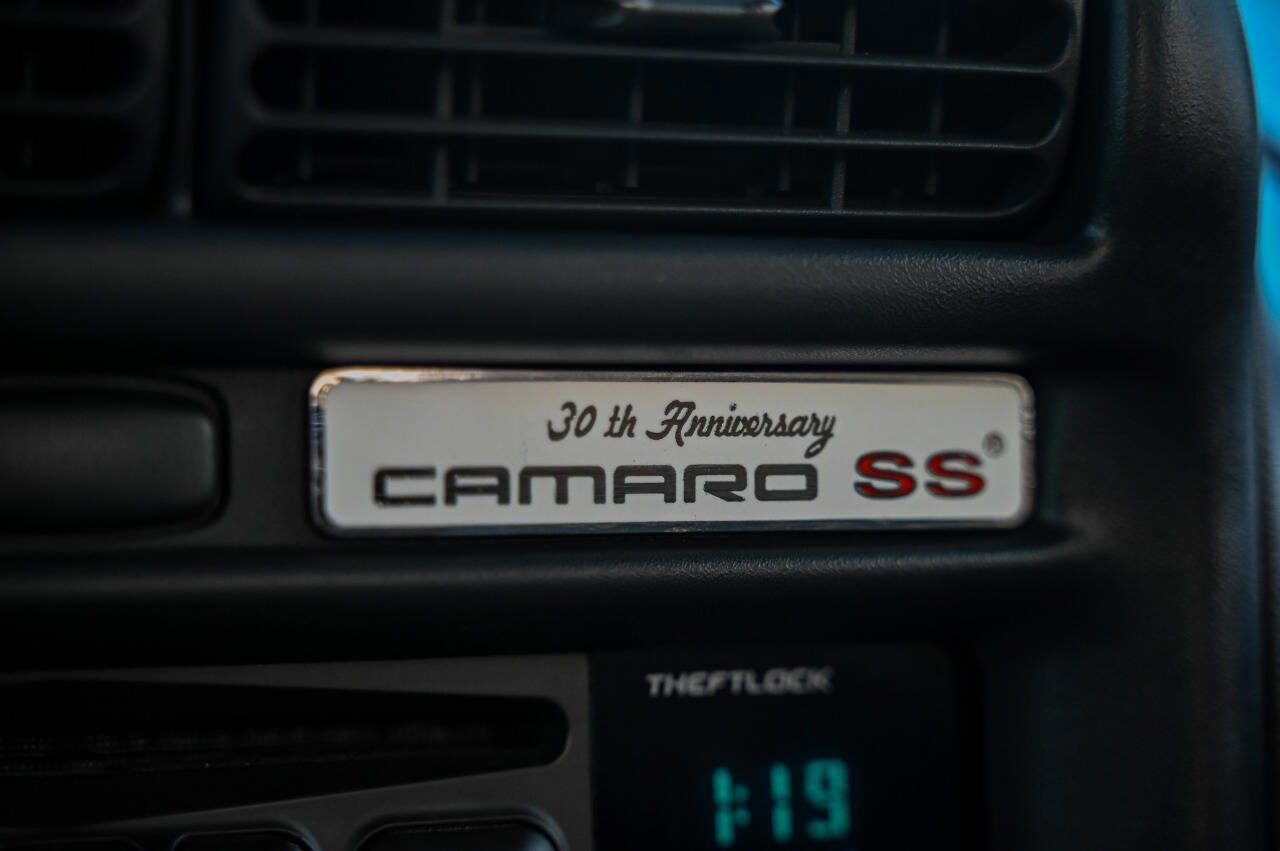 30 th Anniversary
CAMARO SS®
THEFTLOCK
1:19